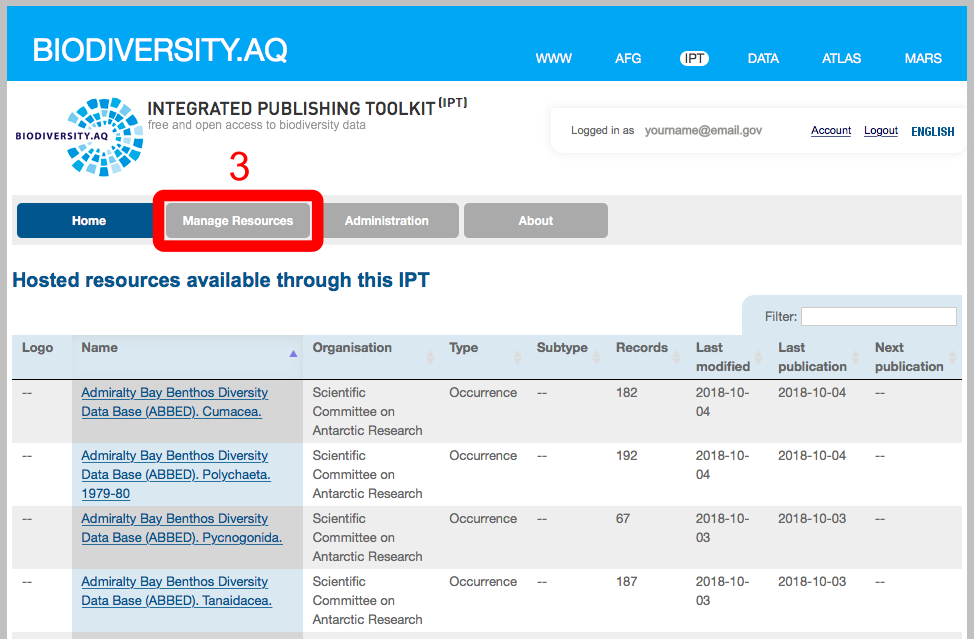 BIODIVERSITY.AQ
WWW AFG IPT DATA ATLAS MARS
BIODIVERSITY.AQ
INTEGRATED PUBLISHING TOOLKIT(IPT)
free and open access to biodiversity data
Logged in as yourname@email.gov Account Logout ENGLISH
3
Home Manage Resources Administration About
Hosted resources available through this IPT
Filter:
Logo Name Organisation Type Subtype Records Last Last Next
modified publication publication
-- Admiralty Bay Benthos Diversity Scientific Occurrence -- 182 2018-10- 2018-10-04 --
Data Base (ABBED). Cumacea. Committee on 04
Antarctic Research
-- Admiralty Bay Benthos Diversity Scientific Occurrence -- 192 2018-10- 2018-10-04 --
Data Base (ABBED). Polychaeta. Committee on 04
1979-80 Antarctic Research
-- Admiralty Bay Benthos Diversity Scientific Occurrence -- 67 2018-10- 2018-10-03 --
Data Base (ABBED). Pycnogonida. Committee on 03
Antarctic Research
-- Admiralty Bay Benthos Diversity Scientific Occurrence -- 187 2018-10- 2018-10-03 --
Data Base (ABBED). Tanaidacea. Committee on 03
Antarctic Research